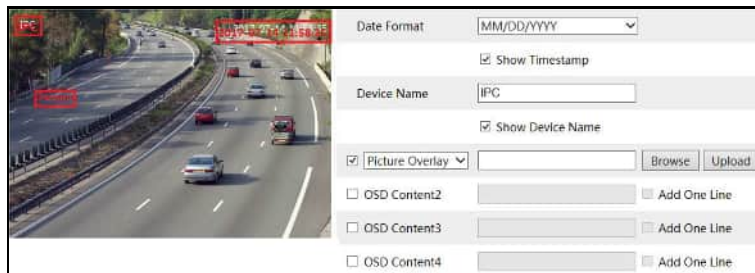 IPC
Date Format MM/DD/YYYY
Show Timestamp
Device Name IPC
Show Device Name
Picture Overlay Browse Upload
OSD Content2 Add One Line
OSD Content3 Add One Line
OSD Content4 Add One Line